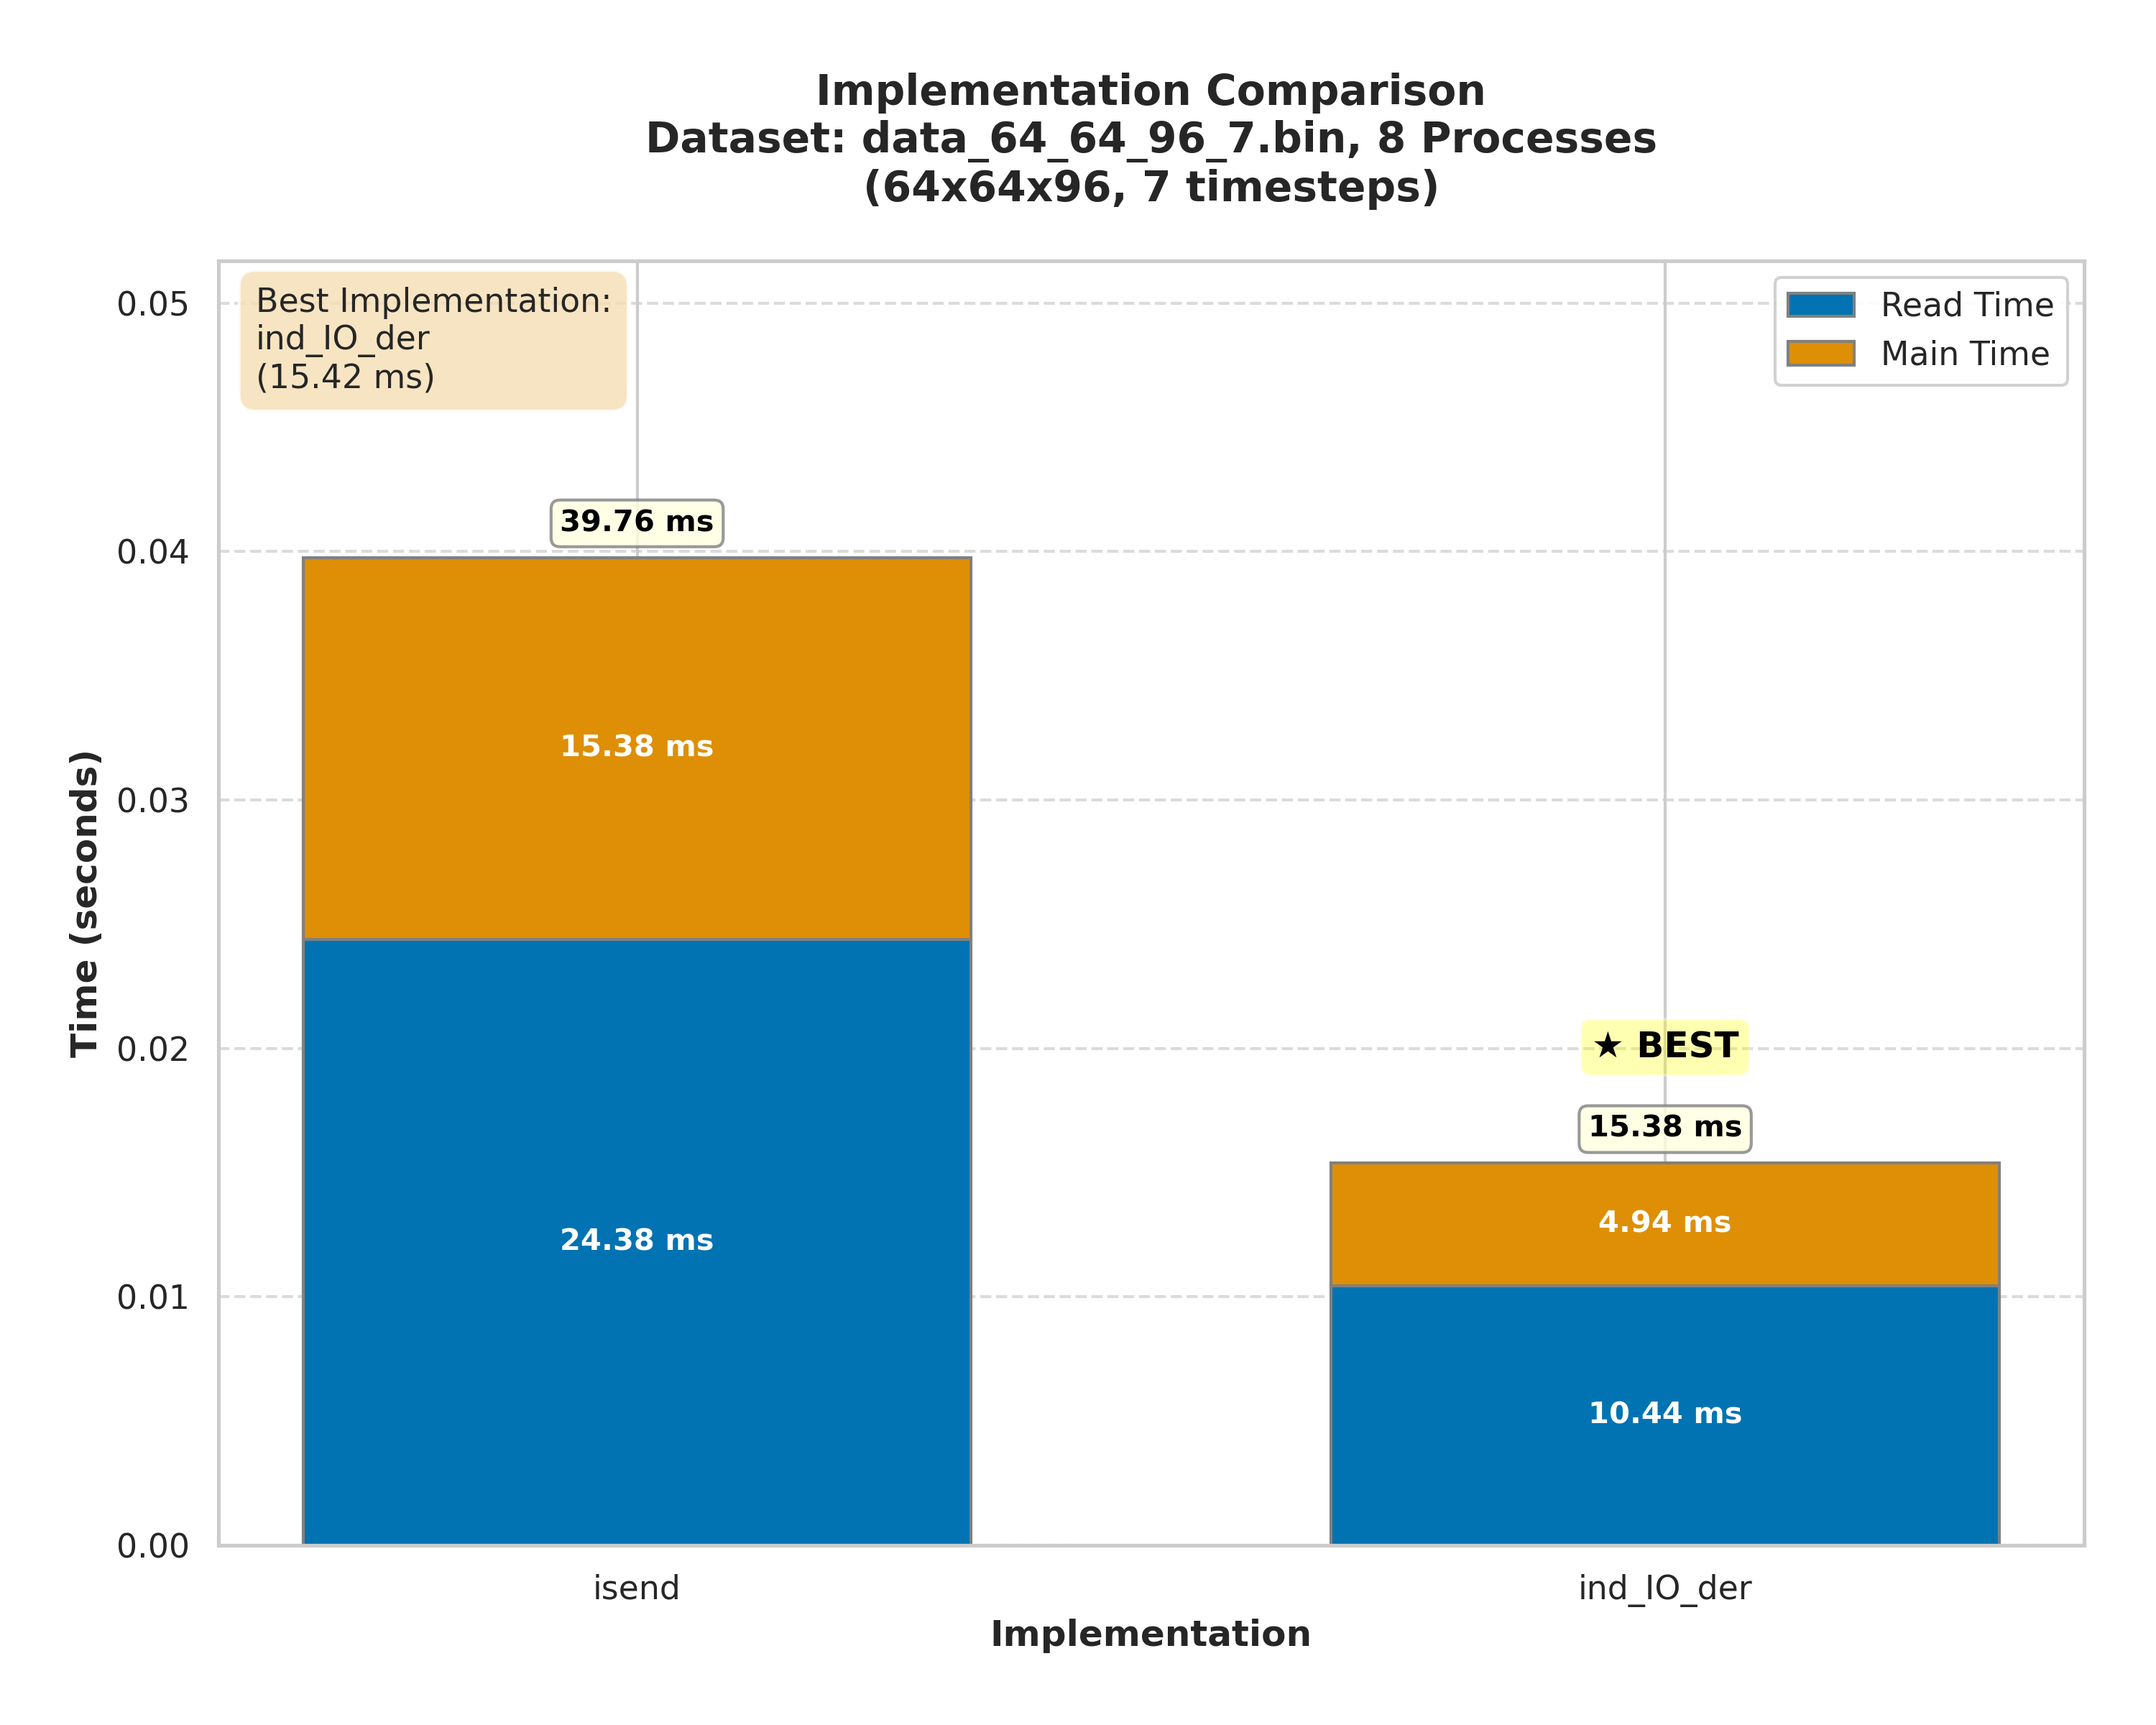 Implementation Comparison
Dataset: data_64_64_96_7.bin, 8 Processes
(64x64x96, 7 timesteps)
Best Implementation:
ind_IO_der
(15.42 ms)
Read Time
Main Time
0.05
0.04
0.03
0.02
0.01
0.00
Time (seconds)
39.76 ms
15.38 ms
24.38 ms
★ BEST
15.38 ms
4.94 ms
10.44 ms
isend
ind_IO_der
Implementation